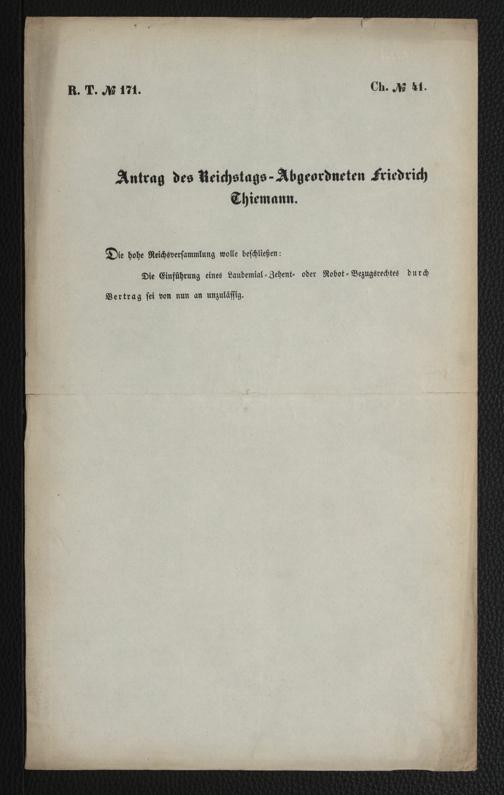 R. T. № 171.
Ch. № 41.
Antrag des Reichstags-Abgeordneten Friedrich
Thiemann.
Die hohe Reichsversammlung wolle beschließen:
Die Einführung eines Laudemial-Zehent- oder Robot-Bezugsrechtes durch
Vertrag sei von nun an unzulässig.